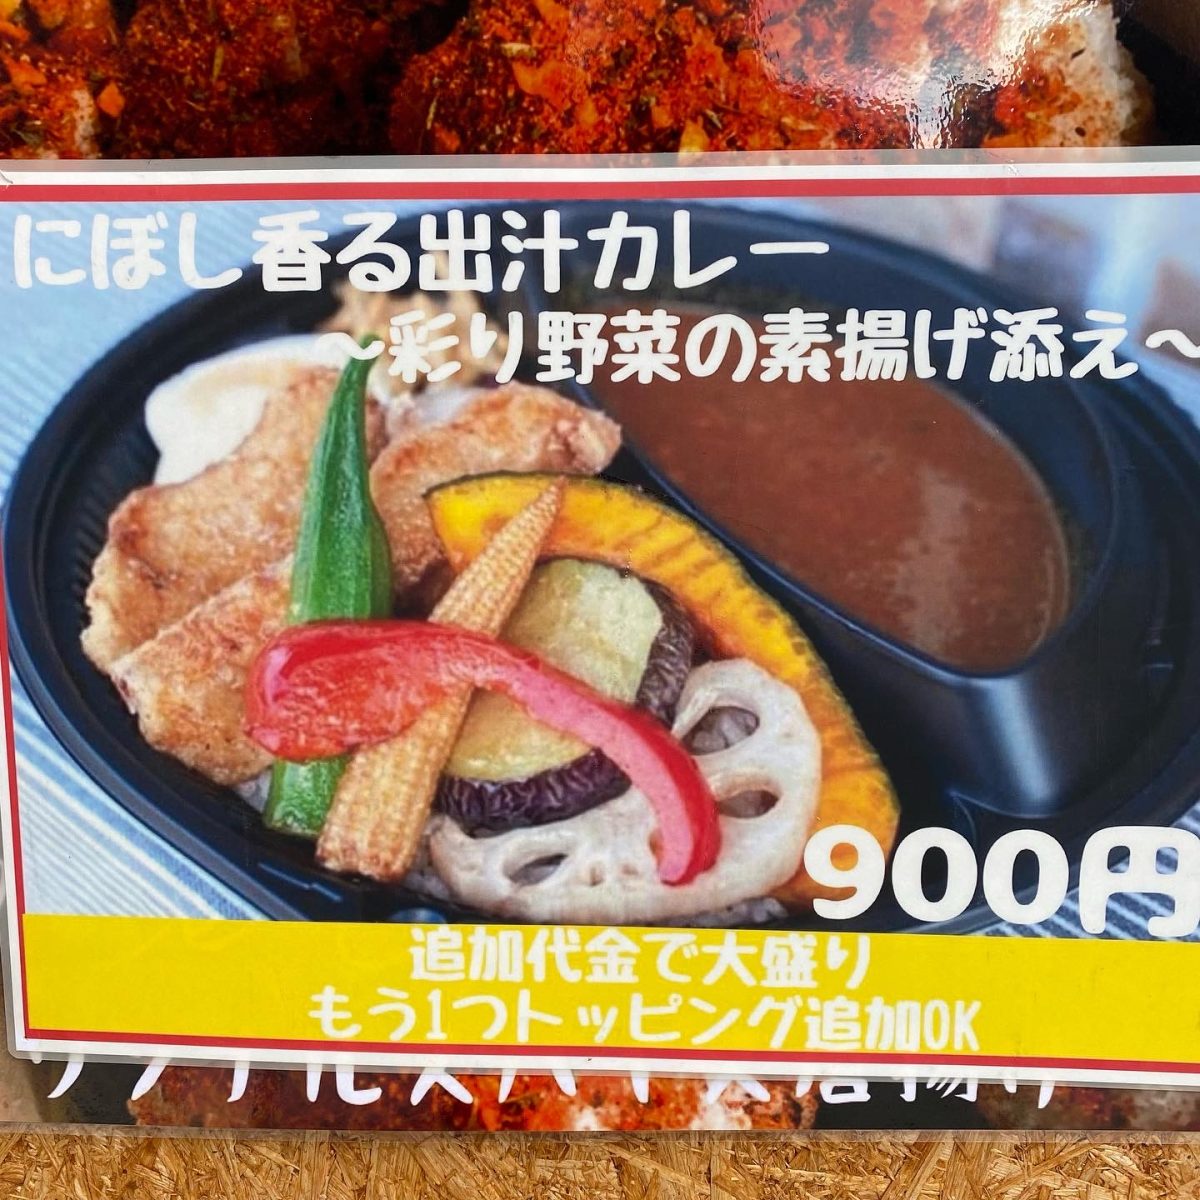 にぼし香る出汁カレー
～彩り野菜の素揚げ添え～
900円
追加代金で大盛り
もう1つトッピング追加OK